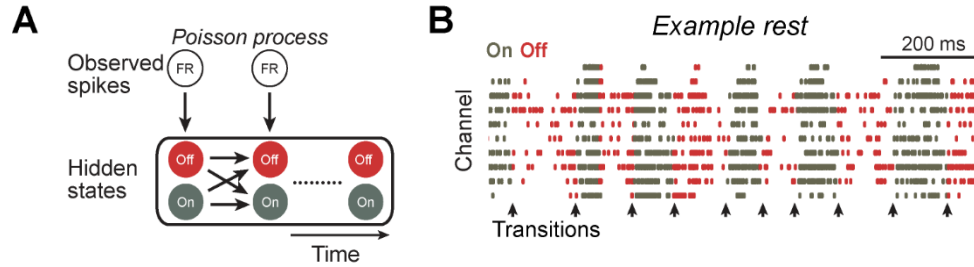 A
Poisson process
Observed
spikes
FR
FR
Hidden
states
Off
Off
Off
On
On
On
Time
B
Example rest
On Off
200 ms
Channel
Transitions